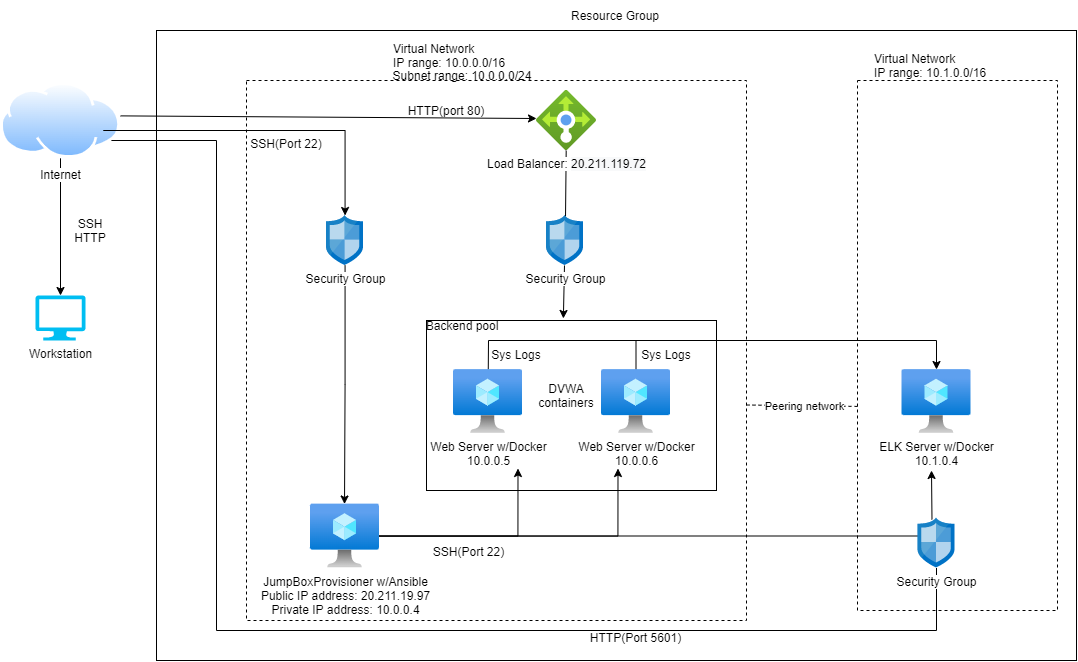 Resource Group
Virtual Network
IP range: 10.0.0.0/16
Subnet range: 10.0.0.0/24
Virtual Network
IP range: 10.1.0.0/16
HTTP(port 80)
SSH(Port 22)
Internet
Load Balancer: 20.211.119.72
SSH
HTTP
Security Group
Security Group
Workstation
Backend pool
Sys Logs
Sys Logs
DVWA
containers
Peering network
Web Server w/Docker
10.0.0.5
Web Server w/Docker
10.0.0.6
ELK Server w/Docker
10.1.0.4
SSH(Port 22)
JumpBoxProvisioner w/Ansible
Public IP address: 20.211.19.97
Private IP address: 10.0.0.4
Security Group
HTTP(Port 5601)